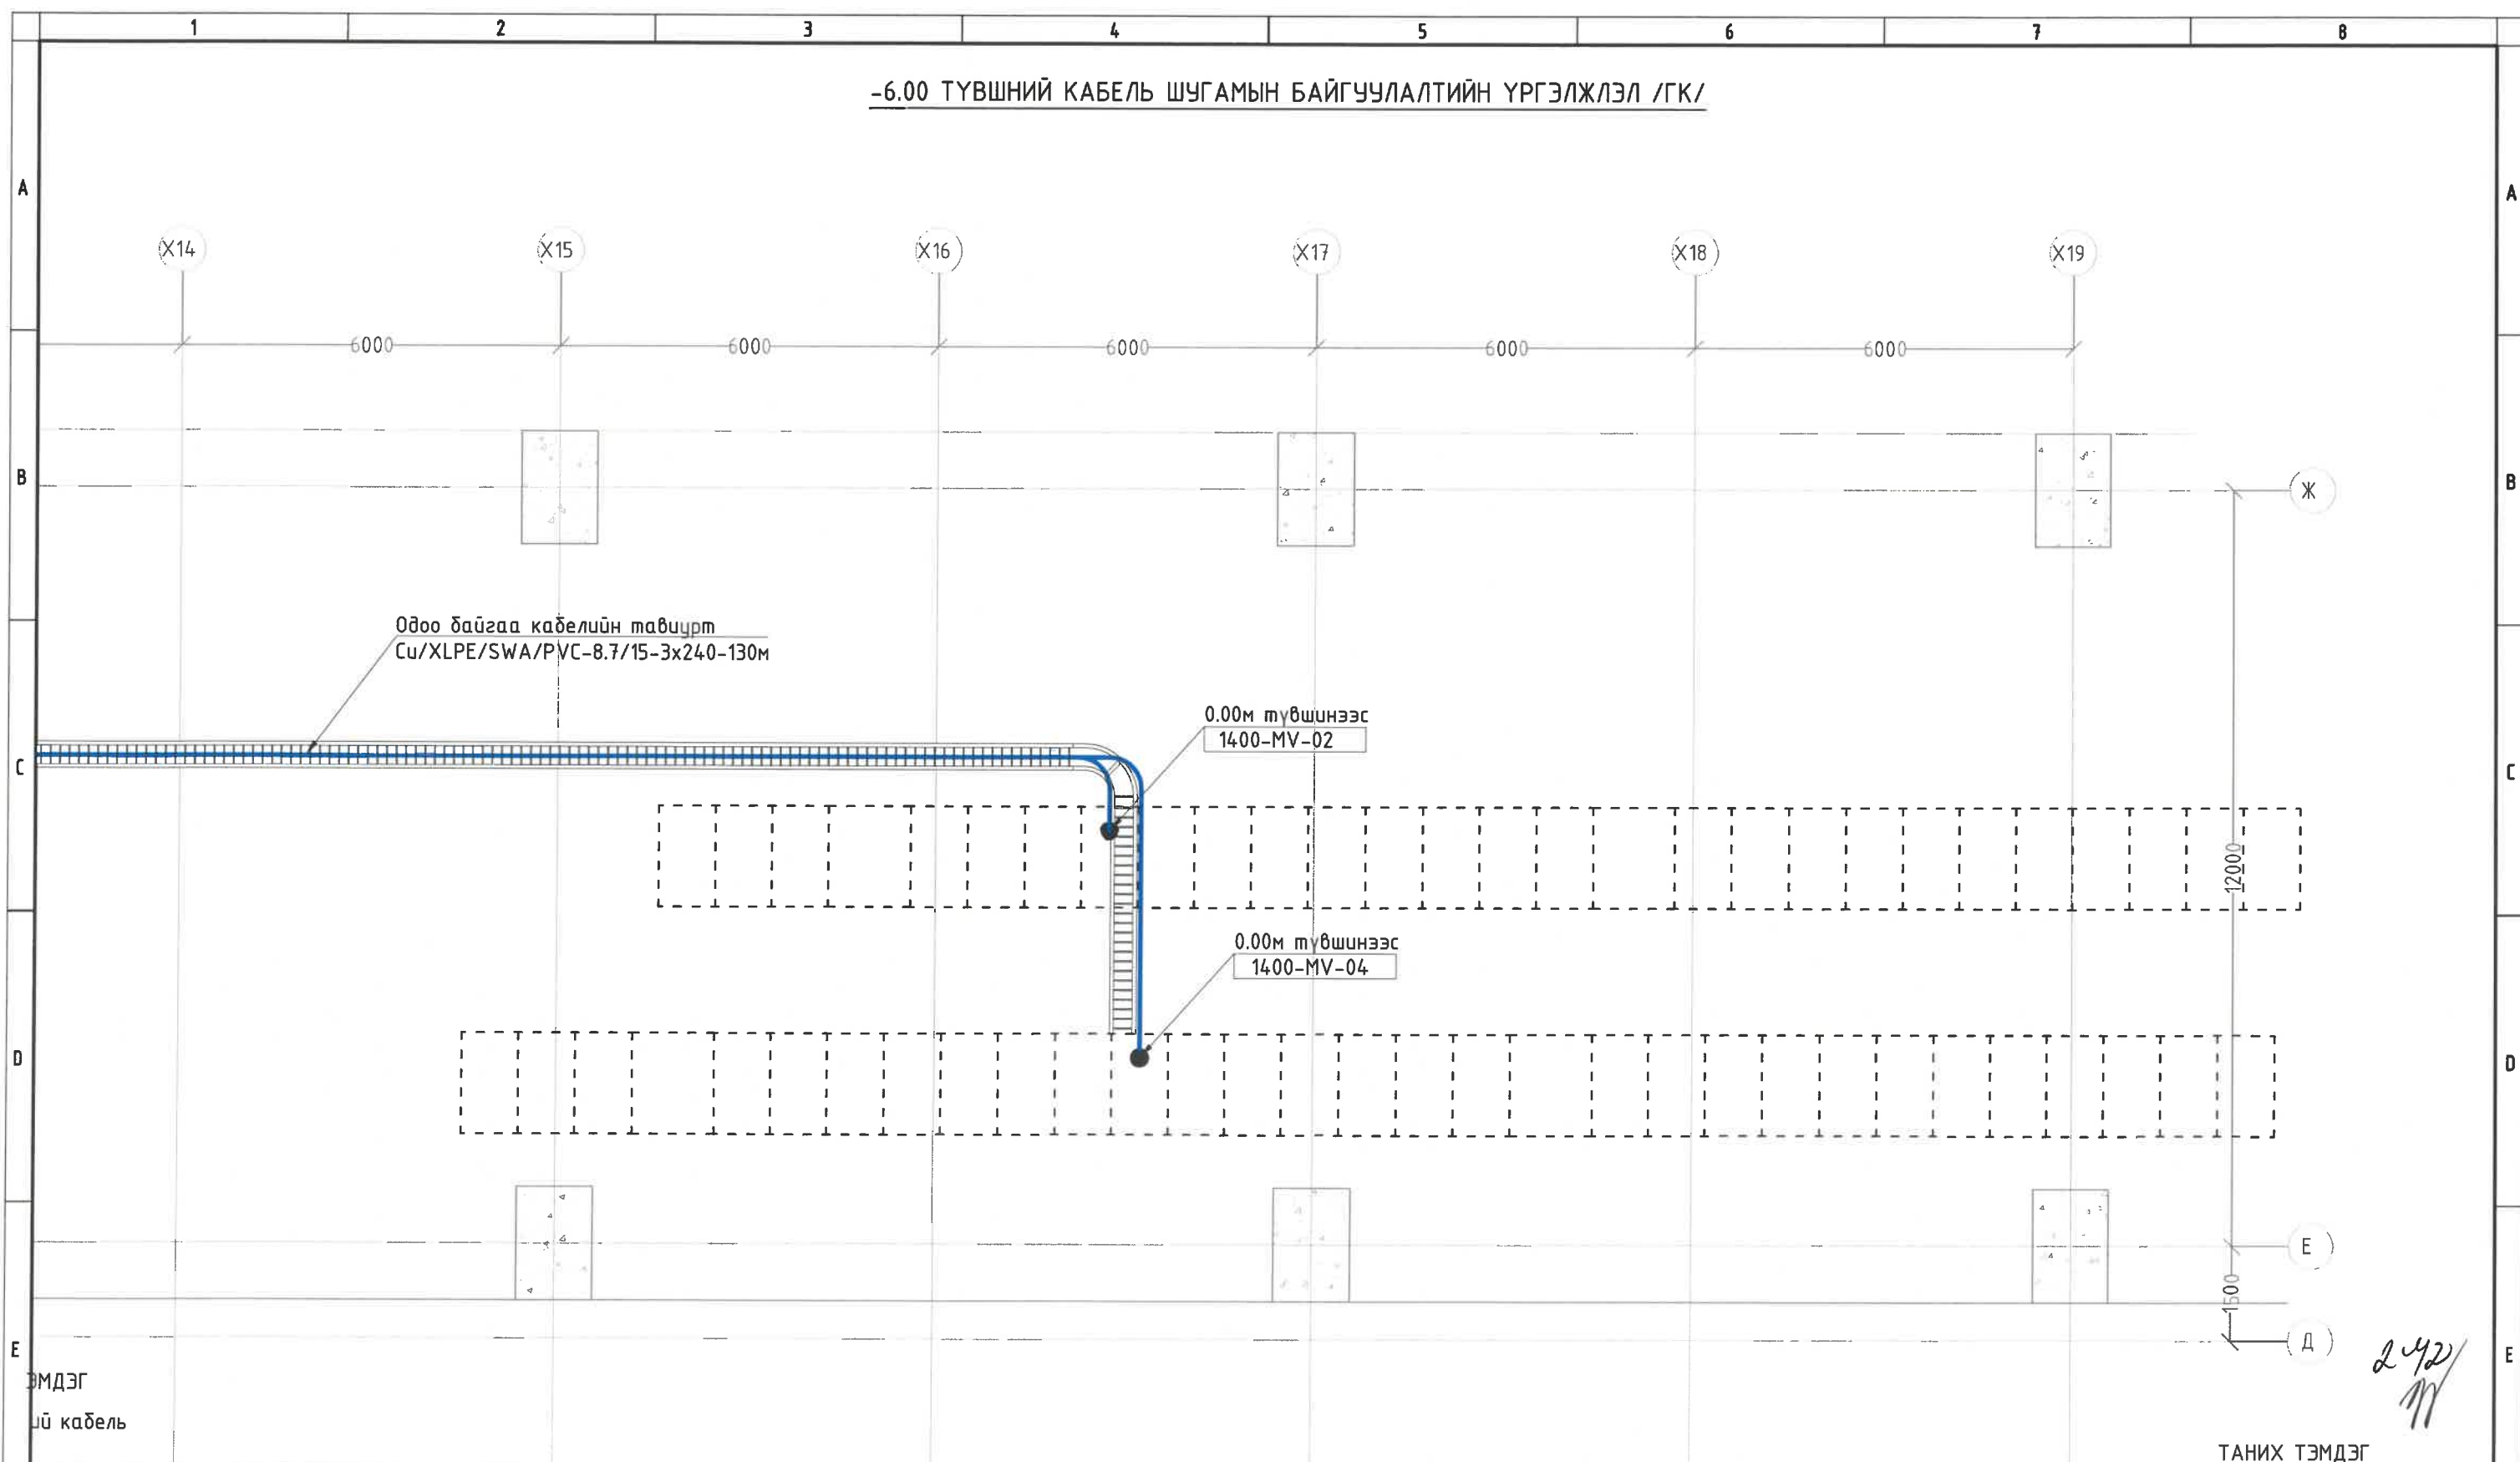 1 2 3 4 5 6 7 8
-6.00 ТҮВШНИЙ КАБЕЛЬ ШУГАМЫН БАЙГУУЛАЛТИЙН ҮРГЭЛЖЛЭЛ /ГК/
A A
X14 X15 X16 X17 X18 X19
6000 6000 6000 6000 6000
B B
Ж
Одоо байгаа кабелийн тавиурт
Cu/XLPE/SWA/PVC-8.7/15-3x240-130м
0.00м түвшинээс
1400-MV-02
C C
12000
0.00м түвшинээс
1400-MV-04
D D
Е
1500
Д
E E
ЭМДЭГ
ий кабель
ТАНИХ ТЭМДЭГ